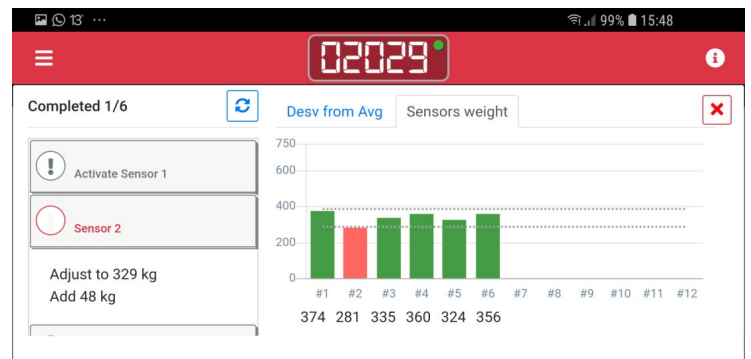 13° ... 99% 15:48
02029
Completed 1/6
Desv from Avg Sensors weight
Activate Sensor 1
Sensor 2
Adjust to 329 kg
Add 48 kg
750
600
400
200
0
#1 #2 #3 #4 #5 #6 #7 #8 #9 #10 #11 #12
374 281 335 360 324 356